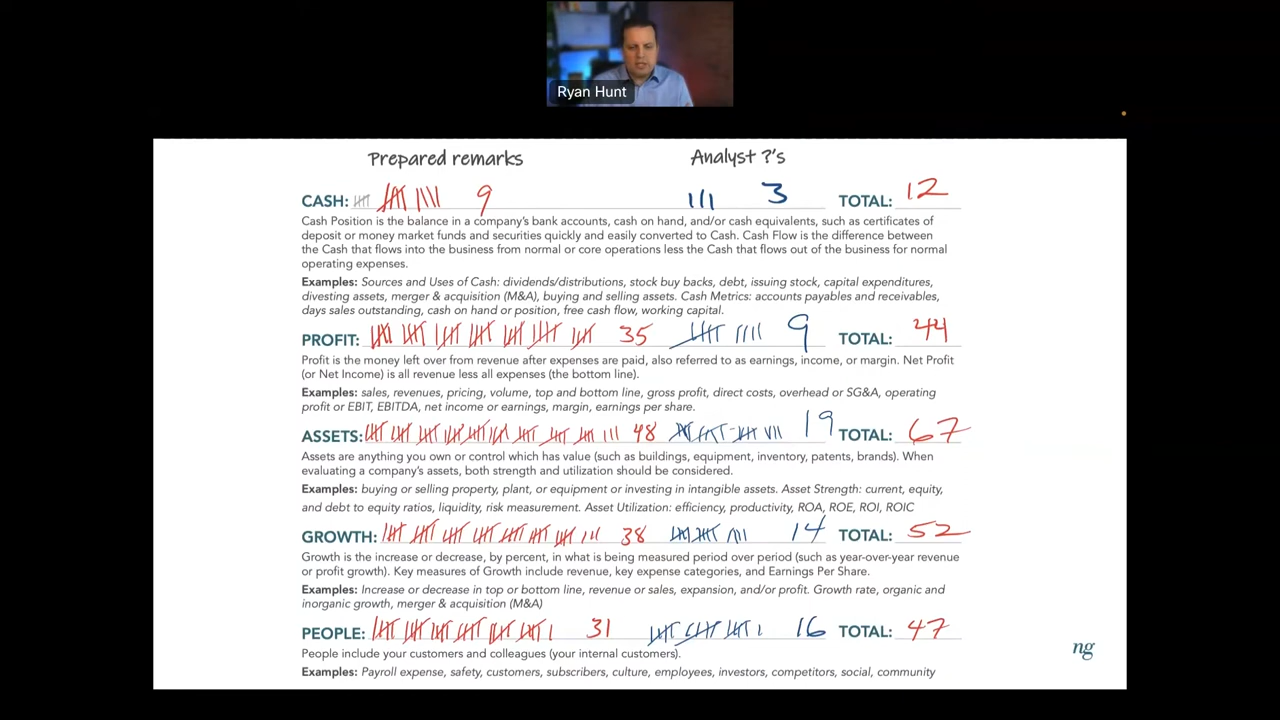 Ryan Hunt
Prepared remarks Analyst ?'s
CASH: 9 3 TOTAL: 12
Cash Position is the balance in a company's bank accounts, cash on hand, and/or cash equivalents, such as certificates of
deposit or money market funds and securities quickly and easily converted to Cash. Cash Flow is the difference between
the Cash that flows into the business from normal or core operations less the Cash that flows out of the business for normal
operating expenses.
Examples: Sources and Uses of Cash: dividends/distributions, stock buy backs, debt, issuing stock, capital expenditures,
divesting assets, merger & acquisition (M&A), buying and selling assets. Cash Metrics: accounts payables and receivables,
days sales outstanding, cash on hand or position, free cash flow, working capital.
PROFIT: 35 9 TOTAL: 44
Profit is the money left over from revenue after expenses are paid, also referred to as earnings, income, or margin. Net Profit
(or Net Income) is all revenue less all expenses (the bottom line).
Examples: sales, revenues, pricing, volume, top and bottom line, gross profit, direct costs, overhead or SG&A, operating
profit or EBIT, EBITDA, net income or earnings, margin, earnings per share.
ASSETS: 48 19 TOTAL: 67
Assets are anything you own or control which has value (such as buildings, equipment, inventory, patents, brands). When
evaluating a company's assets, both strength and utilization should be considered.
Examples: buying or selling property, plant, or equipment or investing in intangible assets. Asset Strength: current, equity,
and debt to equity ratios, liquidity, risk measurement. Asset Utilization: efficiency, productivity, ROA, ROE, ROI, ROIC
GROWTH: 38 14 TOTAL: 52
Growth is the increase or decrease, by percent, in what is being measured period over period (such as year-over-year revenue
or profit growth). Key measures of Growth include revenue, key expense categories, and Earnings Per Share.
Examples: Increase or decrease in top or bottom line, revenue or sales, expansion, and/or profit. Growth rate, organic and
inorganic growth, merger & acquisition (M&A)
PEOPLE: 31 16 TOTAL: 47
People include your customers and colleagues (your internal customers).
Examples: Payroll expense, safety, customers, subscribers, culture, employees, investors, competitors, social, community
ng